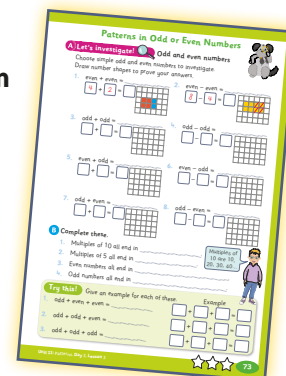 n
Patterns in Odd or Even Numbers
A Let's investigate! Odd and even numbers
Choose simple odd and even numbers to investigate.
Draw number shapes to prove your answers.
1. even + even =
4 + 2 =
2. even – even =
8 - 4 =
3. odd + odd =
+ =
4. odd – odd =
- =
5. even + odd =
+ =
6. even – odd =
- =
7. odd + even =
+ =
8. odd – even =
- =
B Complete these.
1. Multiples of 10 all end in
2. Multiples of 5 all end in
3. Even numbers all end in
4. Odd numbers all end in
Multiples of
10 are 10,
20, 30, 40...
Try this! Give an example for each of these.
Example
1. odd + even + even =
+ + =
2. odd + odd + even =
+ + =
3. odd + odd + odd =
+ + =
Day 1, Lesson 1
73